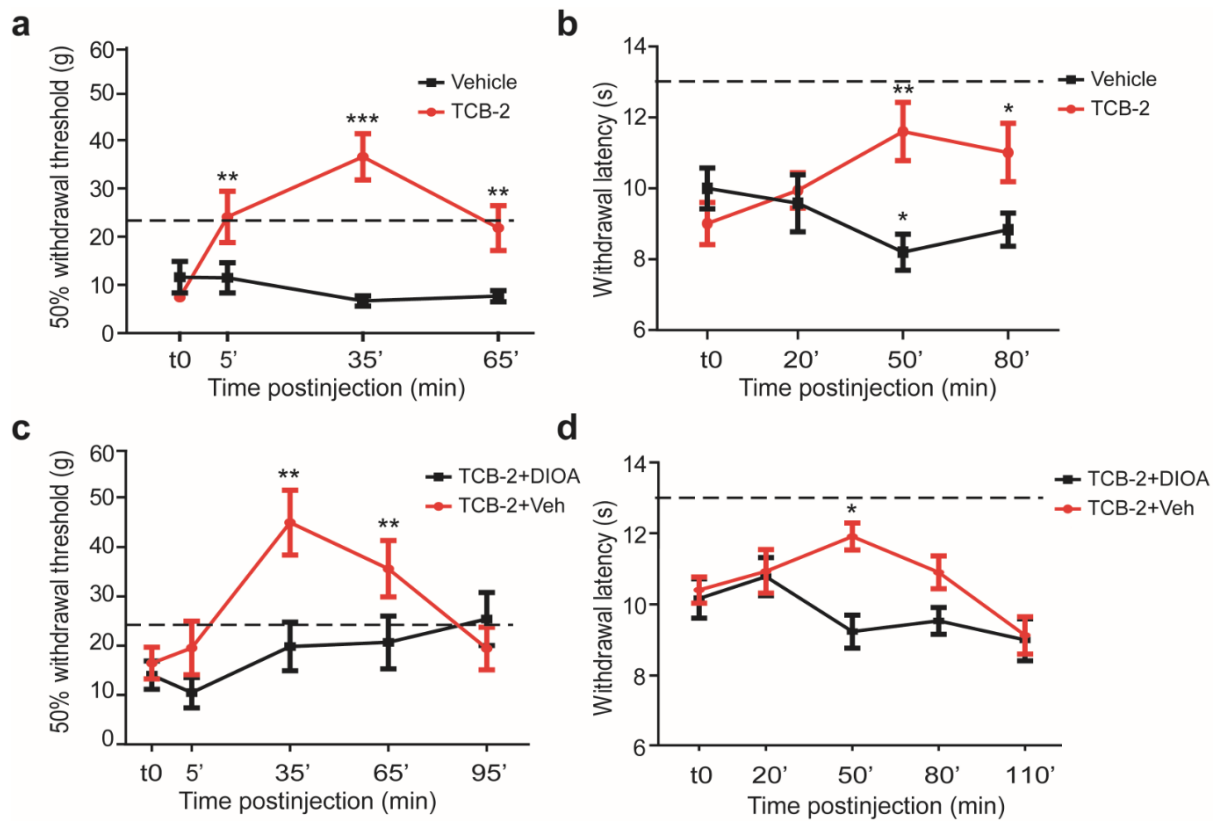 a
50% withdrawal threshold (g)
60
50
40
30
20
10
0
Vehicle
TCB-2
**
***
**
t0 5' 35' 65'
Time postinjection (min)
b
Withdrawal latency (s)
14
12
10
8
6
Vehicle
TCB-2
**
*
*
t0 20' 50' 80'
Time postinjection (min)
c
50% withdrawal threshold (g)
60
50
40
30
20
10
0
TCB-2+DIOA
TCB-2+Veh
**
**
t0 5' 35' 65' 95'
Time postinjection (min)
d
Withdrawal latency (s)
14
12
10
8
6
TCB-2+DIOA
TCB-2+Veh
*
t0 20' 50' 80' 110'
Time postinjection (min)